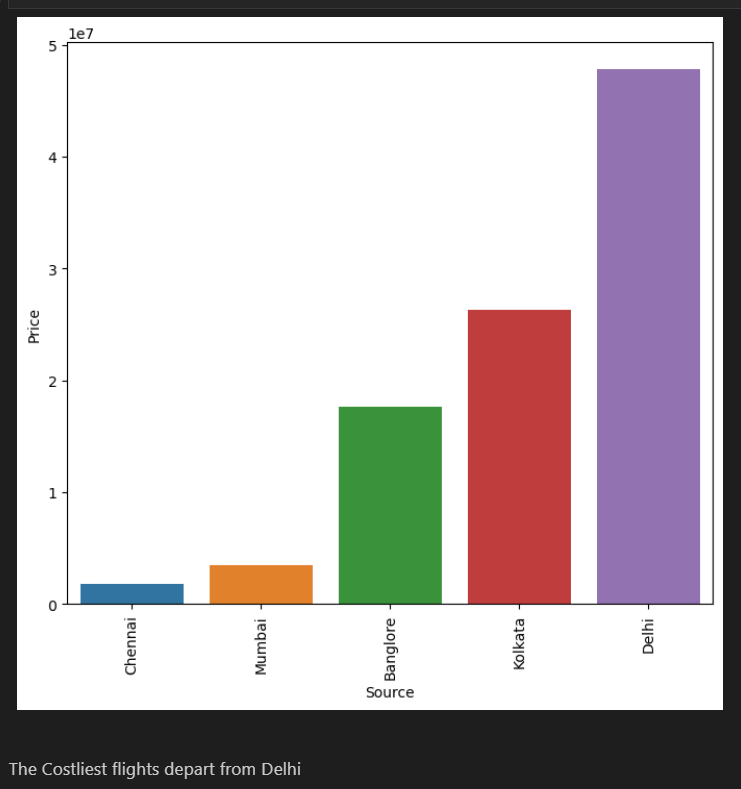 1e7
5
4
3
2
1
0
Price
Chennai
Mumbai
Banglore
Kolkata
Delhi
Source
The Costliest flights depart from Delhi